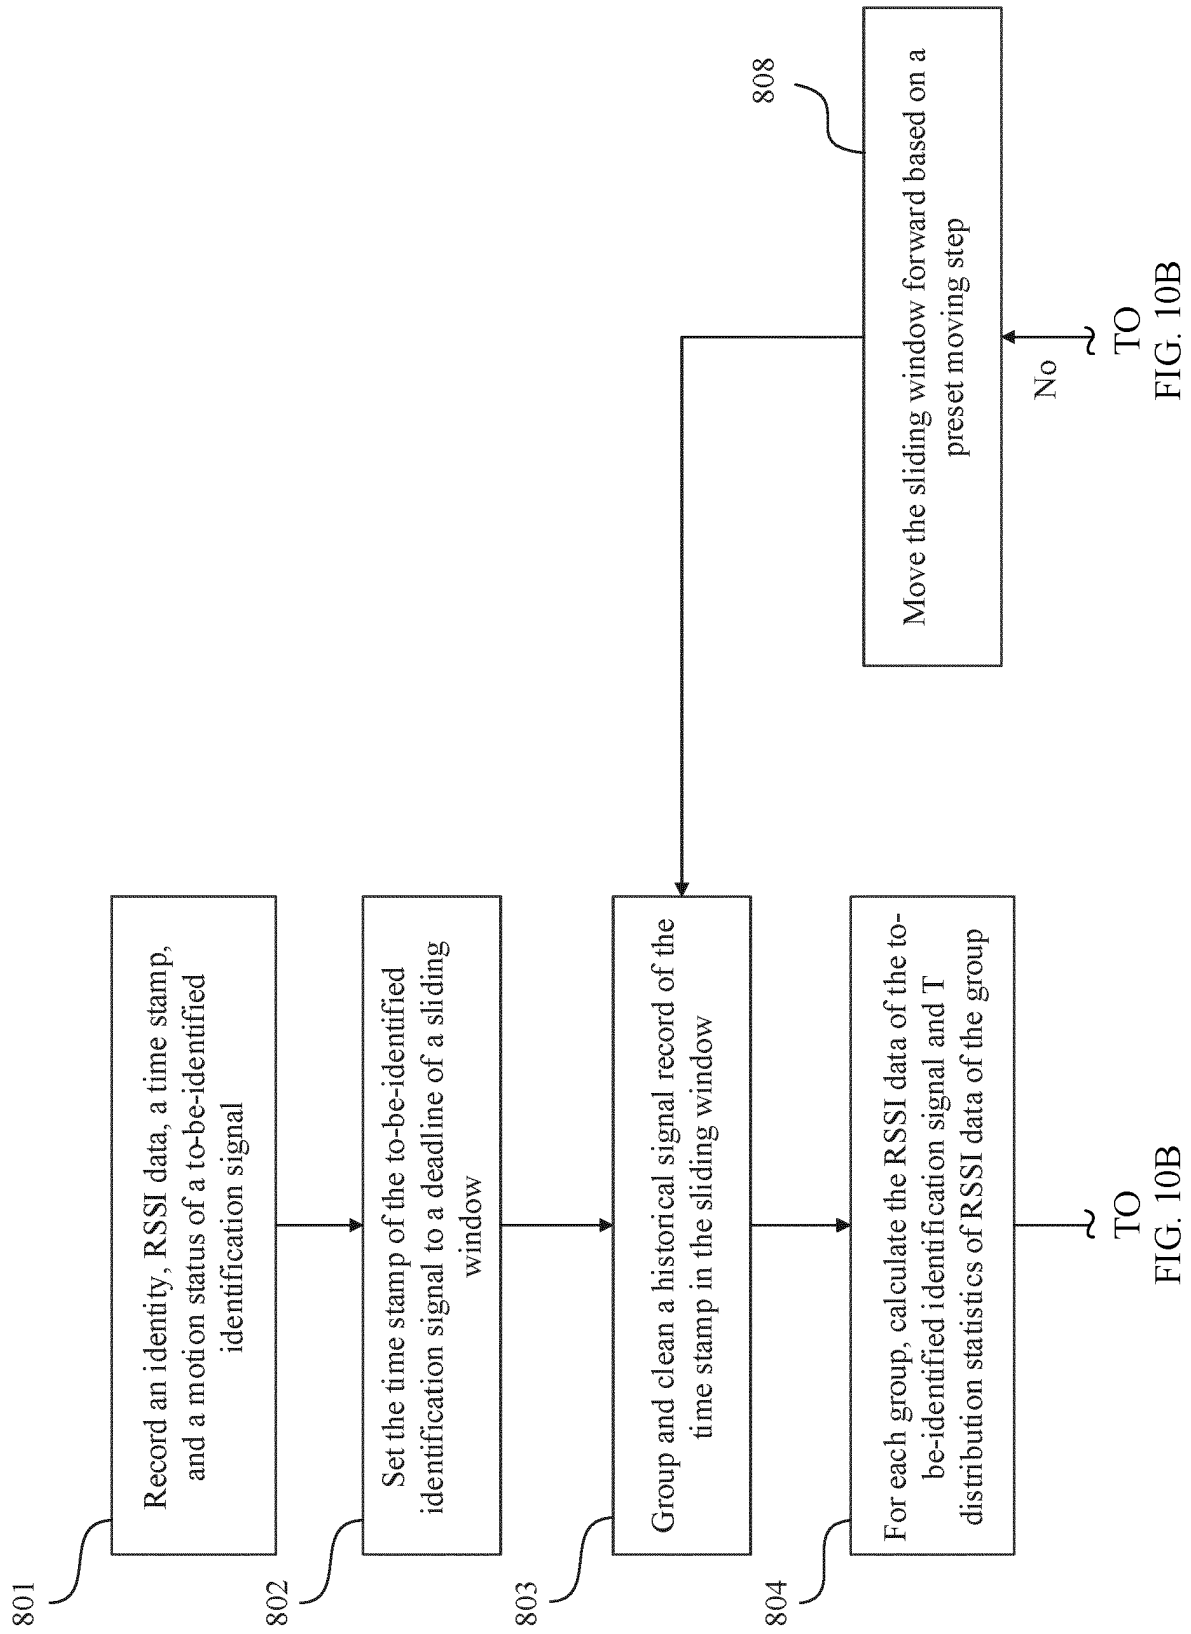 801
Record an identity, RSSI data, a time stamp,
and a motion status of a to-be-identified
identification signal
802
Set the time stamp of the to-be-identified
identification signal to a deadline of a sliding
window
803
Group and clean a historical signal record of the
time stamp in the sliding window
804
For each group, calculate the RSSI data of the to-
be-identified identification signal and T
distribution statistics of RSSI data of the group
TO
FIG. 10B
808
Move the sliding window forward based on a
preset moving step
No
TO
FIG. 10B